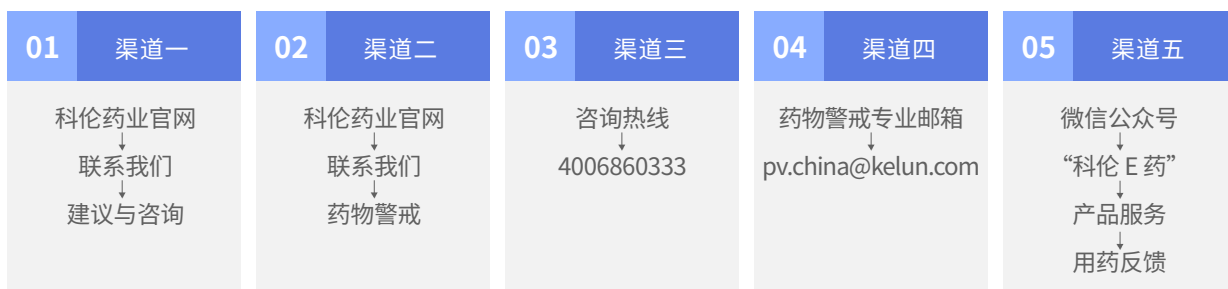 01 渠道一
科伦药业官网
联系我们
建议与咨询
02 渠道二
科伦药业官网
联系我们
药物警戒
03 渠道三
咨询热线
4006860333
04 渠道四
药物警戒专业邮箱
pv.china@kelun.com
05 渠道五
微信公众号
“科伦 E 药”
产品服务
用药反馈